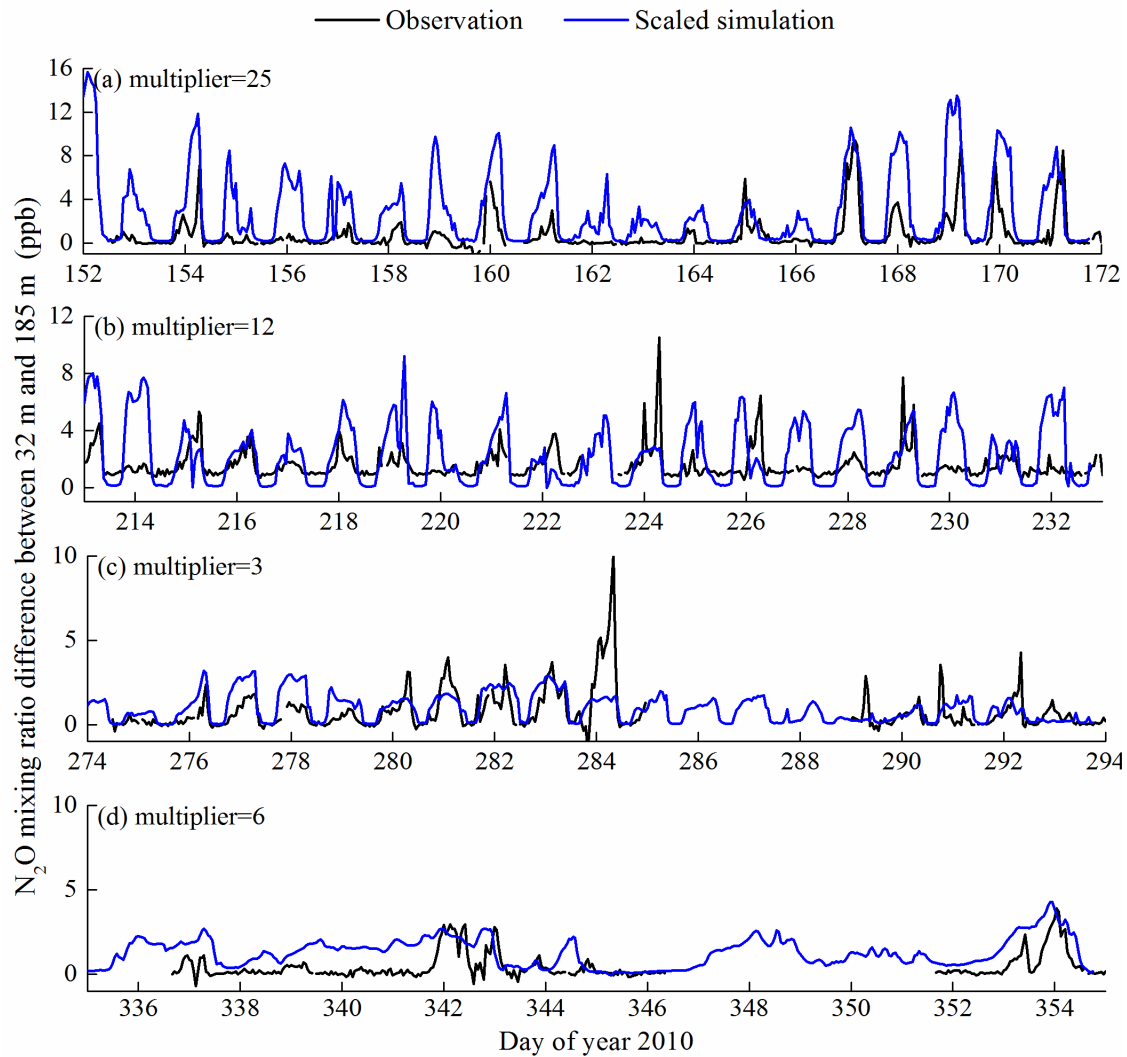 Observation Scaled simulation
N₂O mixing ratio difference between 32 m and 185 m (ppb)
(a) multiplier=25
16
12
8
4
0
152 154 156 158 160 162 164 166 168 170 172
(b) multiplier=12
12
8
4
0
214 216 218 220 222 224 226 228 230 232
(c) multiplier=3
10
5
0
274 276 278 280 282 284 286 288 290 292 294
(d) multiplier=6
10
5
0
336 338 340 342 344 346 348 350 352 354
Day of year 2010